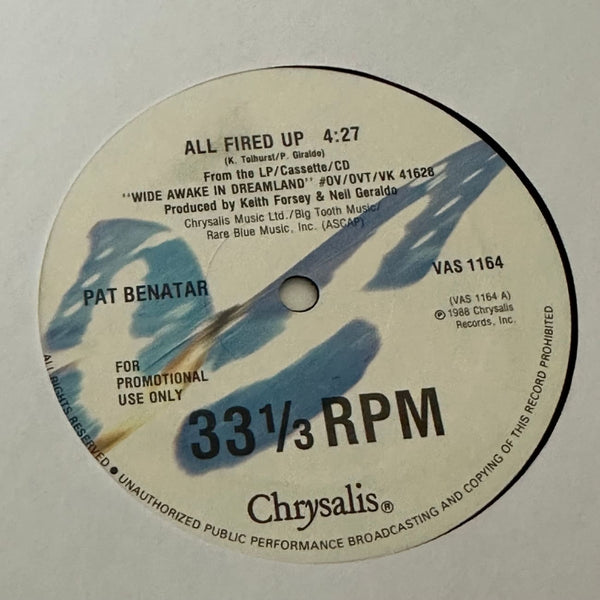 ALL FIRED UP 4:27
(K. Tolhurst/P. Giraldo)
From the LP/Cassette/CD
"WIDE AWAKE IN DREAMLAND" #OV/OVT/VK 41628
Produced by Keith Forsey & Neil Geraldo
Chrysalis Music Ltd./Big Tooth Music/
Rare Blue Music, Inc. (ASCAP)
PAT BENATAR
VAS 1164
(VAS 1164 A)
℗ 1988 Chrysalis
Records, Inc.
FOR
PROMOTIONAL
USE ONLY
33 1/3 RPM
Chrysalis®
ALL RIGHTS RESERVED ● UNAUTHORIZED PUBLIC PERFORMANCE BROADCASTING AND COPYING OF THIS RECORD PROHIBITED.